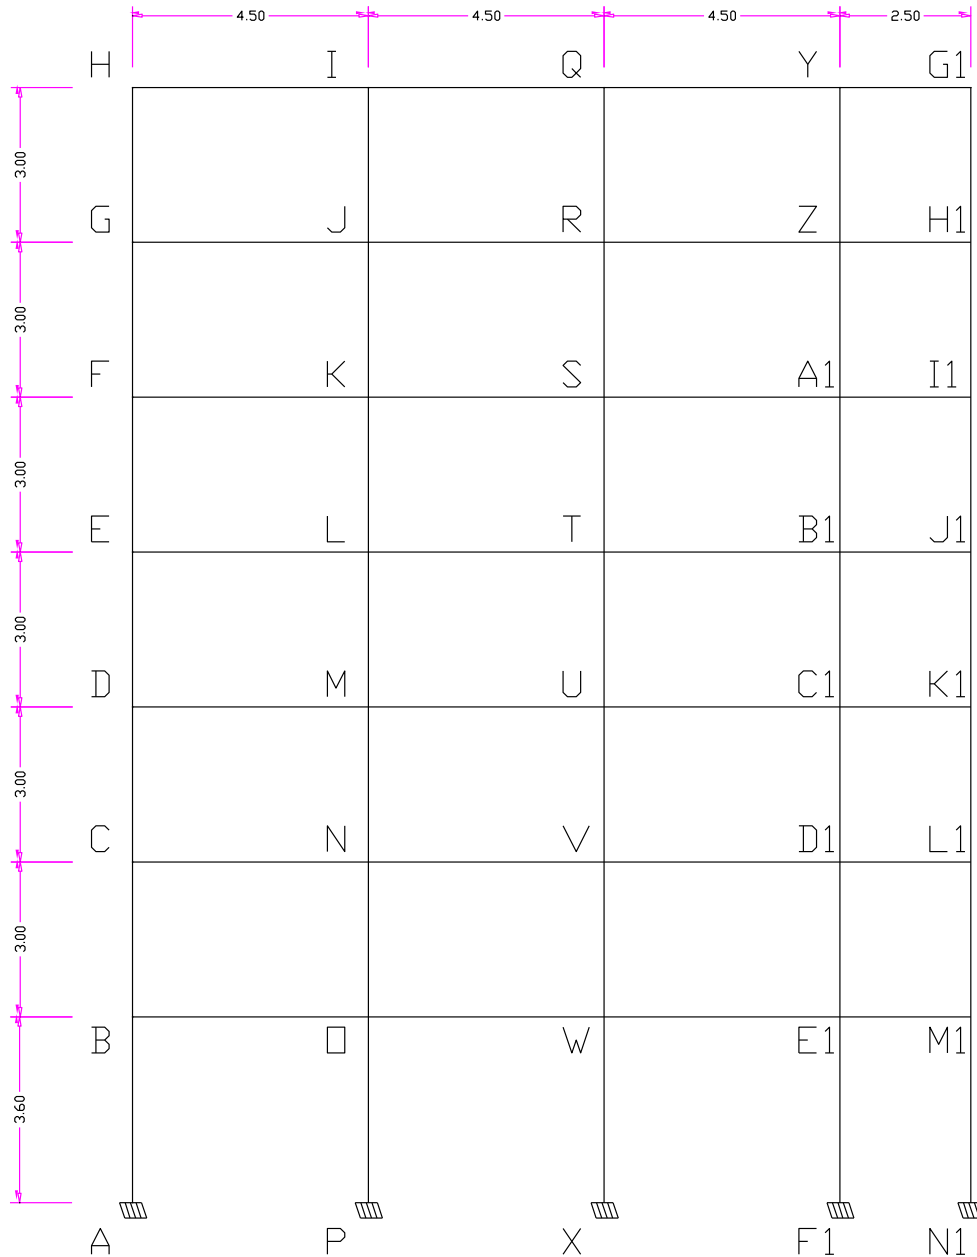 4.50 4.50 4.50 2.50
H I Q Y G1
3.00
G J R Z H1
3.00
F K S A1 I1
3.00
E L T B1 J1
3.00
D M U C1 K1
3.00
C N V D1 L1
3.00
B O W E1 M1
3.60
A P X F1 N1